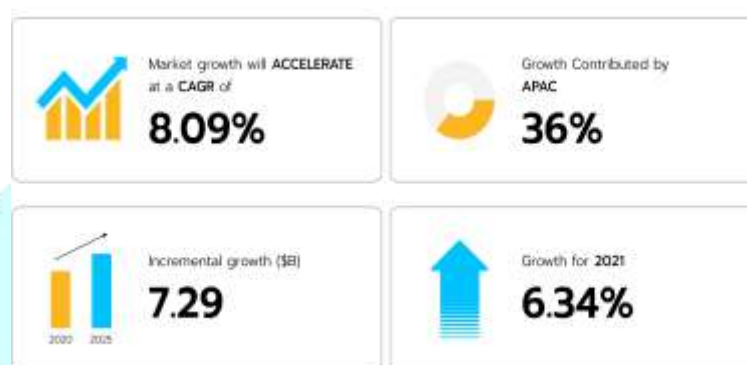 Market growth will ACCELERATE
at a CAGR of
8.09%
Growth Contributed by
APAC
36%
Incremental growth ($B)
7.29
2020 2025
Growth for 2021
6.34%